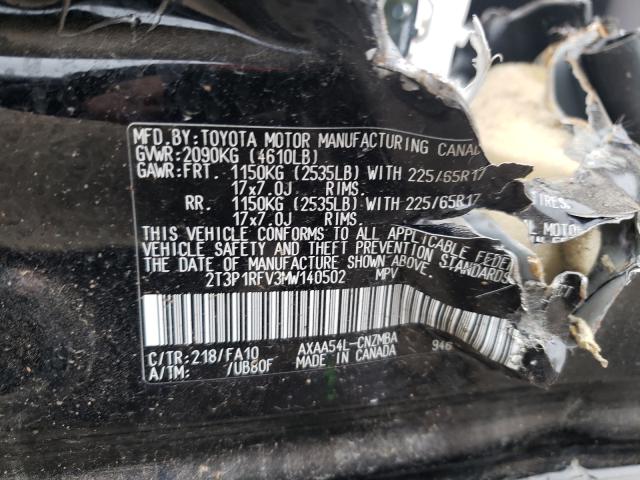 MFD.BY:TOYOTA MOTOR MANUFACTURING CANAD
GVWR:2090KG (4610LB)
GAWR:FRT. 1150KG (2535LB) WITH 225/65R17
17x7.0J RIMS.
RR. 1150KG (2535LB) WITH 225/65R17 TIRES.
17x7.0J RIMS.
THIS VEHICLE CONFORMS TO ALL APPLICABLE FEDE MOTOR
VEHICLE SAFETY AND THEFT PREVENTION STANDARDS
THE DATE OF MANUFACTURE SHOWN ABOVE.
2T3P1RFV3MW140502 MPV
C/TR:218/FA10 AXAA54L-CNZMBA 946
A/TM: /UB80F MADE IN CANADA